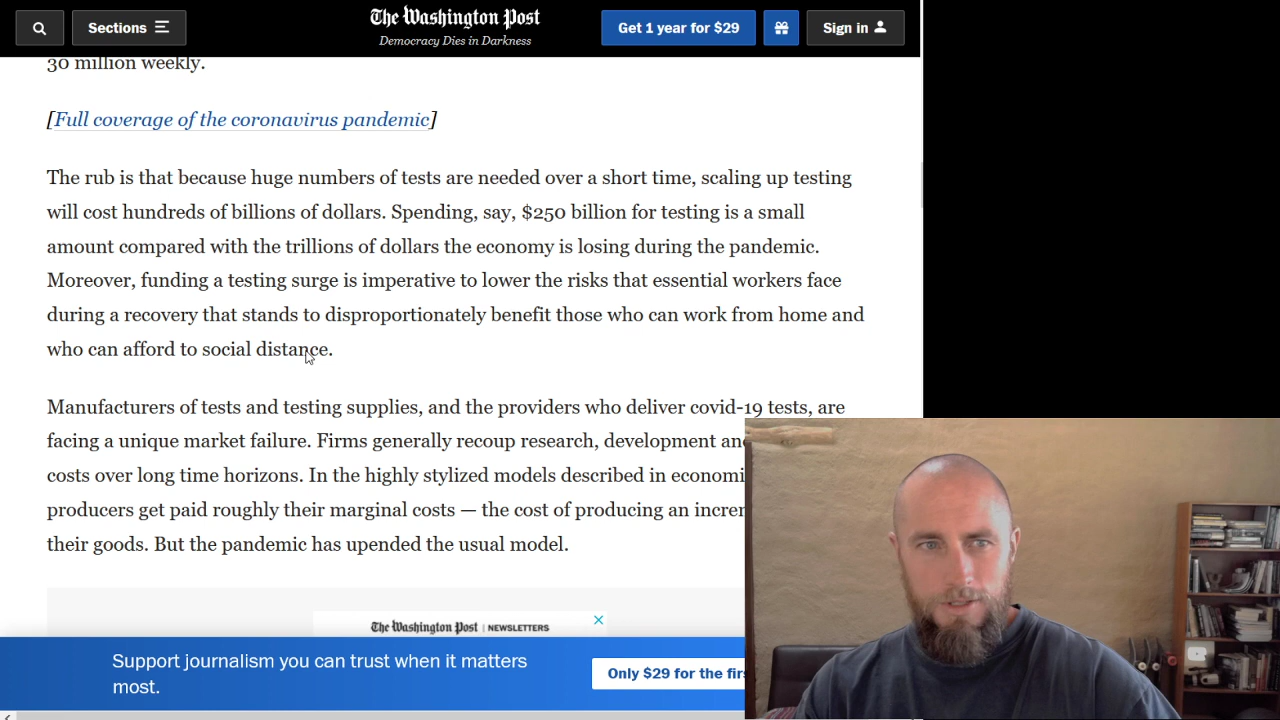 Sections
The Washington Post
Democracy Dies in Darkness
Get 1 year for $29
Sign in
30 million weekly.
[Full coverage of the coronavirus pandemic]
The rub is that because huge numbers of tests are needed over a short time, scaling up testing
will cost hundreds of billions of dollars. Spending, say, $250 billion for testing is a small
amount compared with the trillions of dollars the economy is losing during the pandemic.
Moreover, funding a testing surge is imperative to lower the risks that essential workers face
during a recovery that stands to disproportionately benefit those who can work from home and
who can afford to social distance.
Manufacturers of tests and testing supplies, and the providers who deliver covid-19 tests, are
facing a unique market failure. Firms generally recoup research, development
costs over long time horizons. In the highly stylized models described in
producers get paid roughly their marginal costs — the cost of producing an
their goods. But the pandemic has upended the usual model.
The Washington Post | NEWSLETTERS
Support journalism you can trust when it matters
most.
Only $29 for the